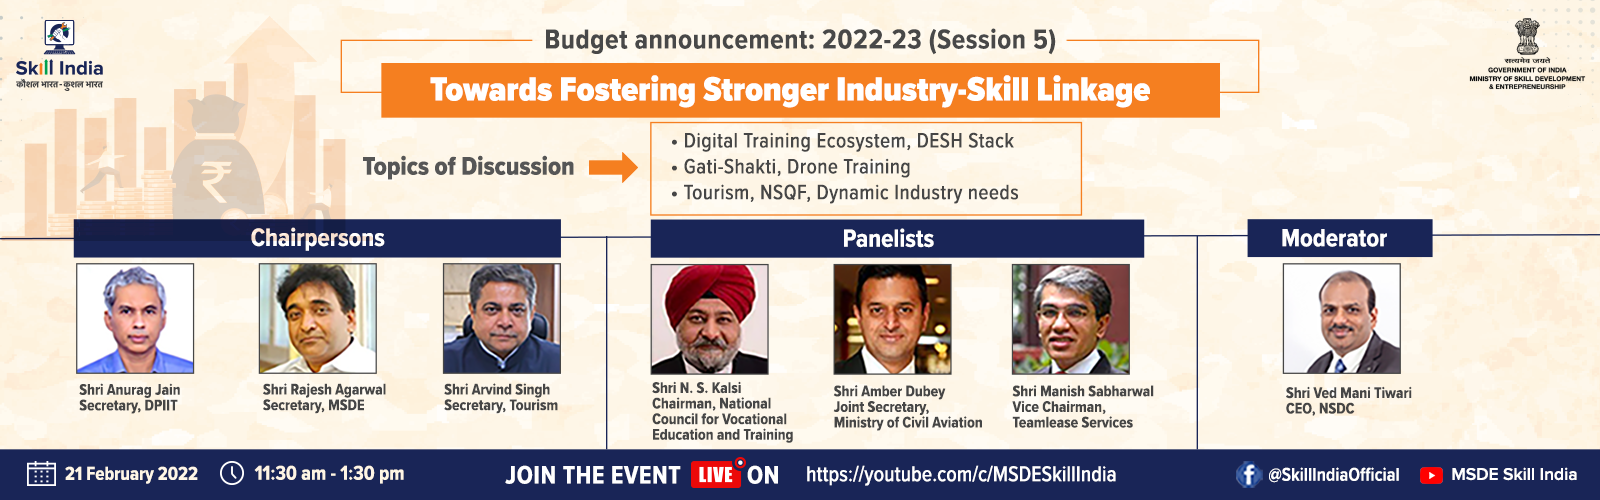 Skill India
कौशल भारत - कुशल भारत
Budget announcement: 2022-23 (Session 5)
Towards Fostering Stronger Industry-Skill Linkage
सत्यमेव जयते
GOVERNMENT OF INDIA
MINISTRY OF SKILL DEVELOPMENT
& ENTREPRENEURSHIP
Topics of Discussion
• Digital Training Ecosystem, DESH Stack
• Gati-Shakti, Drone Training
• Tourism, NSQF, Dynamic Industry needs
₹
Chairpersons
Shri Anurag Jain
Secretary, DPIIT
Shri Rajesh Agarwal
Secretary, MSDE
Shri Arvind Singh
Secretary, Tourism
Panelists
Shri N. S. Kalsi
Chairman, National
Council for Vocational
Education and Training
Shri Amber Dubey
Joint Secretary,
Ministry of Civil Aviation
Shri Manish Sabharwal
Vice Chairman,
Teamlease Services
Moderator
Shri Ved Mani Tiwari
CEO, NSDC
21 February 2022
11:30 am - 1:30 pm
JOIN THE EVENT LIVE ON
https://youtube.com/c/MSDESkillIndia
@SkillIndiaOfficial
MSDE Skill India